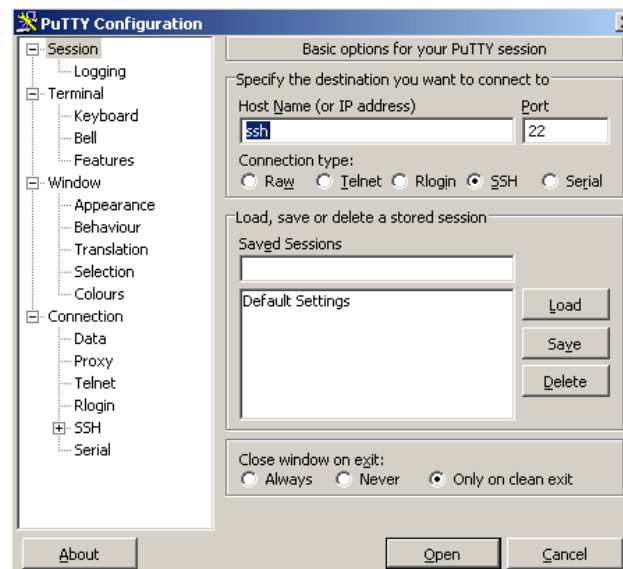 PuTTY Configuration
Session
Logging
Terminal
Keyboard
Bell
Features
Window
Appearance
Behaviour
Translation
Selection
Colours
Connection
Data
Proxy
Telnet
Rlogin
SSH
Serial
Basic options for your PuTTY session
Specify the destination you want to connect to
Host Name (or IP address) Port
ssh 22
Connection type:
Raw Telnet Rlogin SSH Serial
Load, save or delete a stored session
Saved Sessions
Default Settings
Load
Save
Delete
Close window on exit:
Always Never Only on clean exit
About Open Cancel